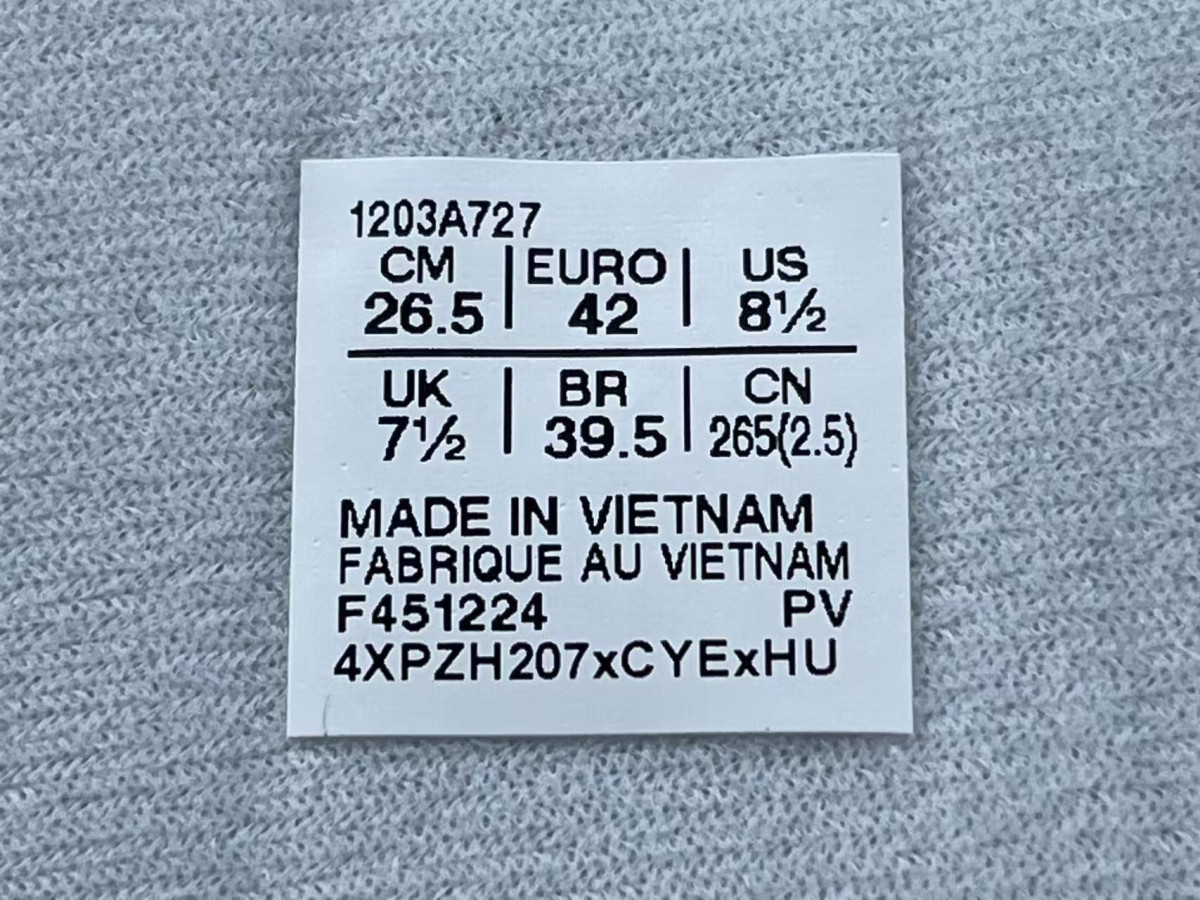 1203A727
CM | EURO | US
26.5 | 42 | 8½
UK | BR | CN
7½ | 39.5 | 265(2.5)
MADE IN VIETNAM
FABRIQUE AU VIETNAM
F451224 PV
4XPZH207xCYExHU